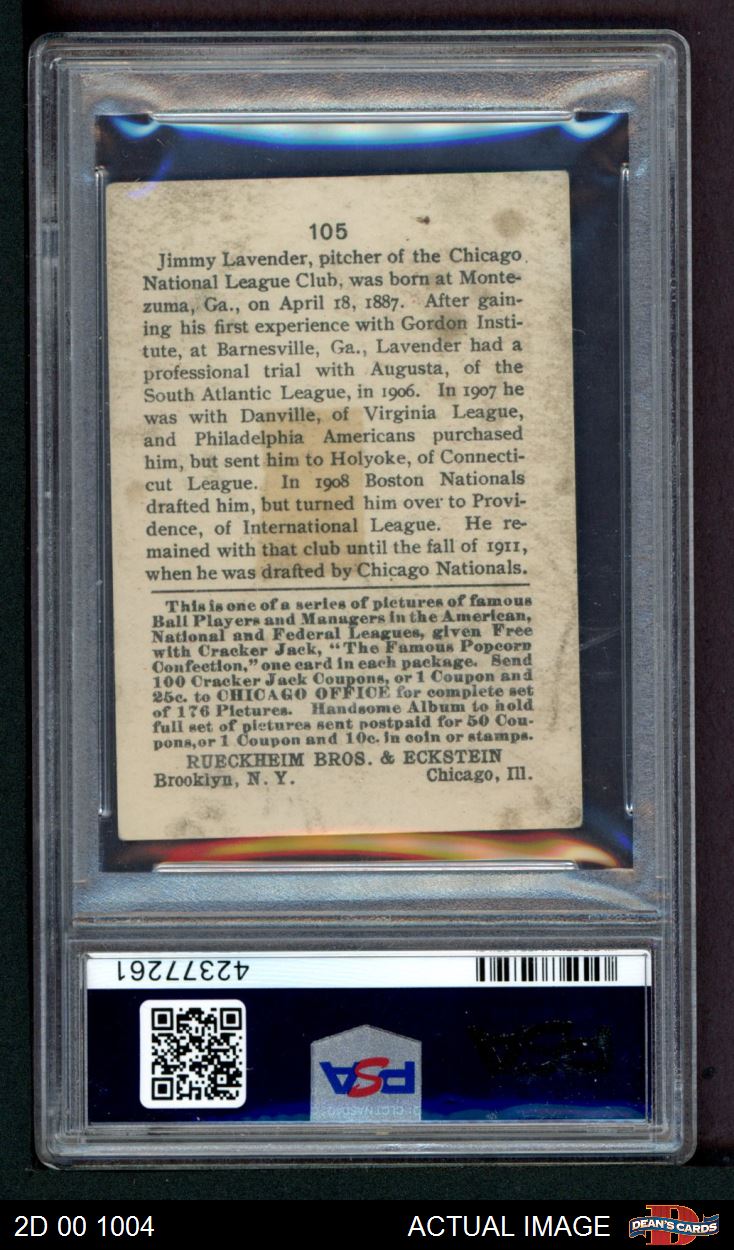 105
Jimmy Lavender, pitcher of the Chicago
National League Club, was born at Monte-
zuma, Ga., on April 18, 1887. After gain-
ing his first experience with Gordon Insti-
tute, at Barnesville, Ga., Lavender had a
professional trial with Augusta, of the
South Atlantic League, in 1906. In 1907 he
was with Danville, of Virginia League,
and Philadelphia Americans purchased
him, but sent him to Holyoke, of Connecti-
cut League. In 1908 Boston Nationals
drafted him, but turned him over to Provi-
dence, of International League. He re-
mained with that club until the fall of 1911,
when he was drafted by Chicago Nationals.
This is one of a series of pictures of famous
Ball Players and Managers in the American,
National and Federal Leagues, given Free
with Cracker Jack, "The Famous Popcorn
Confection," one card in each package. Send
100 Cracker Jack Coupons, or 1 Coupon and
25c. to CHICAGO OFFICE for complete set
of 176 Pictures. Handsome Album to hold
full set of pictures sent postpaid for 50 Cou-
pons, or 1 Coupon and 10c. in coin or stamps.
RUECKHEIM BROS. & ECKSTEIN
Brooklyn, N. Y. Chicago, Ill.
42377261
PSA
PSA
2D 00 1004 ACTUAL IMAGE DEAN'S CARDS